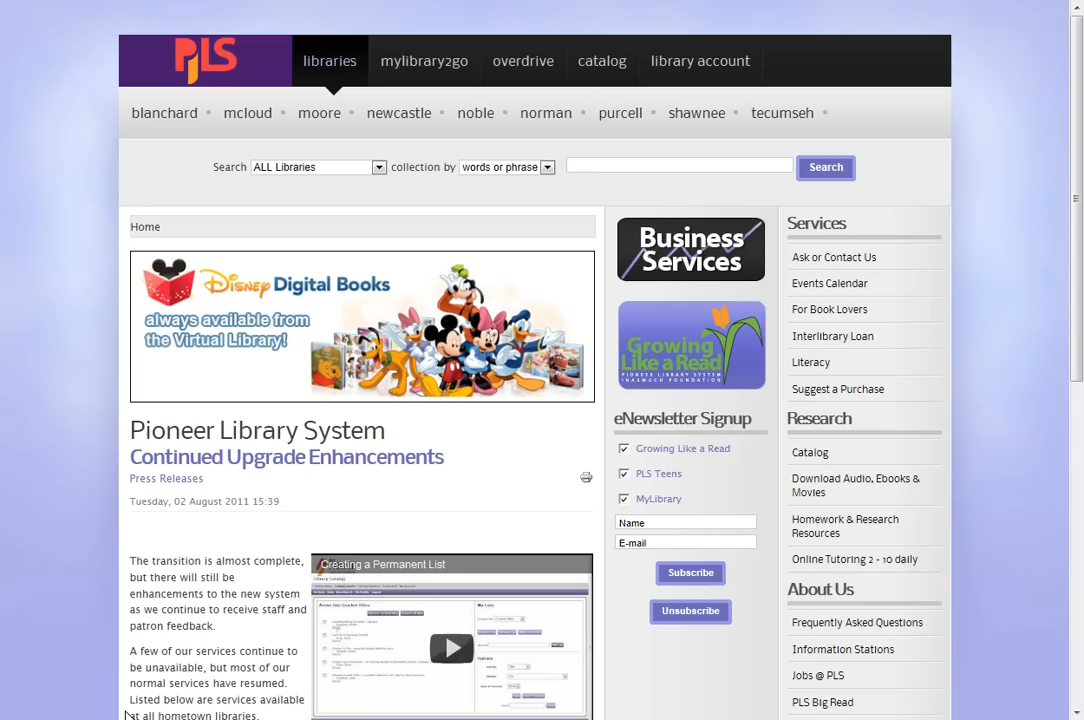 PLS
libraries mylibrary2go overdrive catalog library account
blanchard mcloud moore newcastle noble norman purcell shawnee tecumseh
Search ALL Libraries collection by words or phrase Search
Home
Disney Digital Books
always available from
the Virtual Library!
Pioneer Library System
Continued Upgrade Enhancements
Press Releases
Tuesday, 02 August 2011 15:39
The transition is almost complete,
but there will still be
enhancements to the new system
as we continue to receive staff and
patron feedback.
A few of our services continue to
be unavailable, but most of our
normal services have resumed.
Listed below are services available
at all hometown libraries.
Creating a Permanent List
Business
Services
Growing
Like a Read
PIONEER LIBRARY SYSTEM
INASMUCH FOUNDATION
eNewsletter Signup
Growing Like a Read
PLS Teens
MyLibrary
Name
E-mail
Subscribe
Unsubscribe
Services
Ask or Contact Us
Events Calendar
For Book Lovers
Interlibrary Loan
Literacy
Suggest a Purchase
Research
Catalog
Download Audio, Ebooks &
Movies
Homework & Research
Resources
Online Tutoring 2 - 10 daily
About Us
Frequently Asked Questions
Information Stations
Jobs @ PLS
PLS Big Read